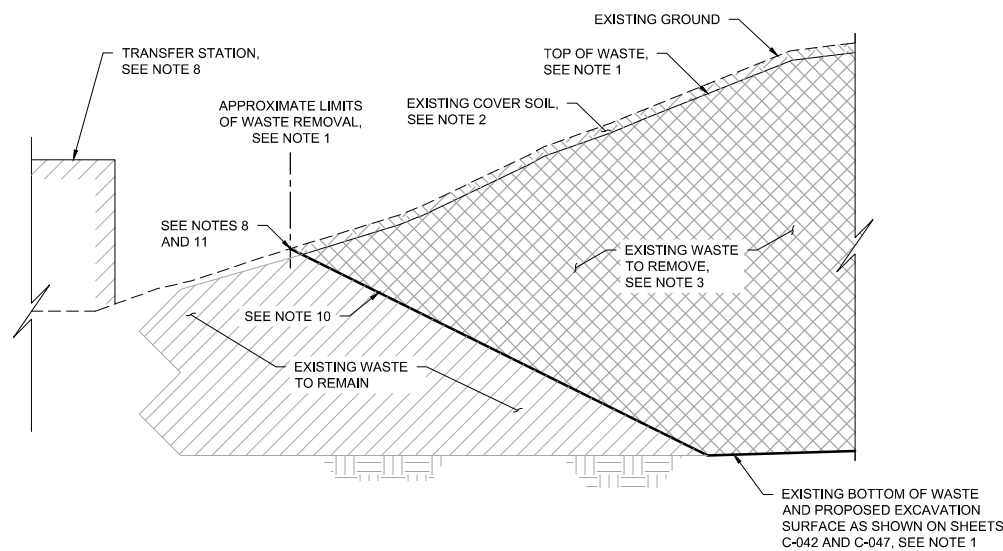 EXISTING GROUND
TRANSFER STATION,
SEE NOTE 8
TOP OF WASTE,
SEE NOTE 1
APPROXIMATE LIMITS
OF WASTE REMOVAL,
SEE NOTE 1
EXISTING COVER SOIL,
SEE NOTE 2
SEE NOTES 8
AND 11
EXISTING WASTE
TO REMOVE,
SEE NOTE 3
SEE NOTE 10
EXISTING WASTE
TO REMAIN
EXISTING BOTTOM OF WASTE
AND PROPOSED EXCAVATION
SURFACE AS SHOWN ON SHEETS
C-042 AND C-047, SEE NOTE 1